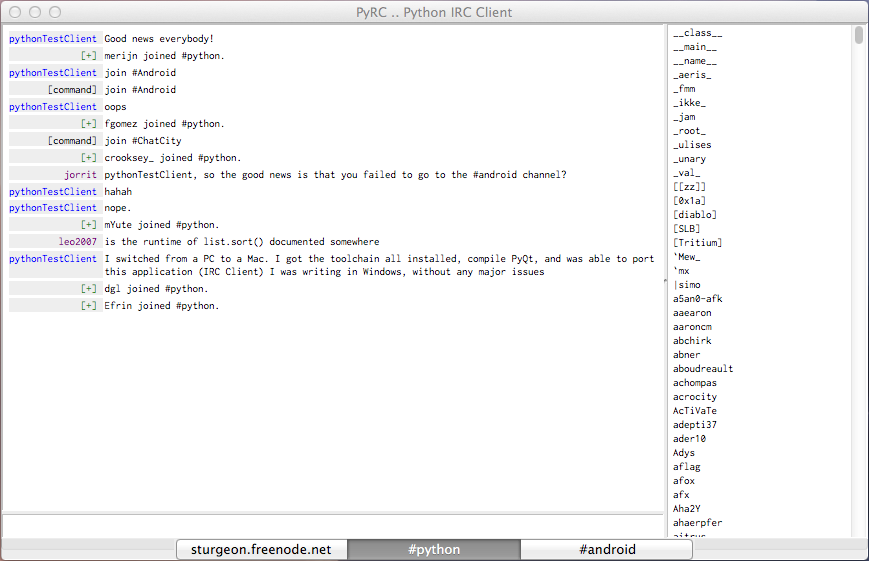 PyRC .. Python IRC Client
pythonTestClient Good news everybody!
[+] merijn joined #python.
pythonTestClient join #Android
[command] join #Android
pythonTestClient oops
[+] fgomez joined #python.
[command] join #ChatCity
[+] crooksey_ joined #python.
jorrit pythonTestClient, so the good news is that you failed to go to the #android channel?
pythonTestClient hahah
pythonTestClient nope.
[+] mYute joined #python.
leo2007 is the runtime of list.sort() documented somewhere
pythonTestClient I switched from a PC to a Mac. I got the toolchain all installed, compile PyQt, and was able to port
this application (IRC Client) I was writing in Windows, without any major issues
[+] dgl joined #python.
[+] Efrin joined #python.
__class__
__main__
__name__
_aeris_
_fmm
_ikke_
_jam
_root_
_ulises
_unary
_val_
[[zz]]
[0x1a]
[diablo]
[SLB]
[Tritium]
`Mew_
`mx
|simo
a5an0-afk
aaearon
aaroncm
abchirk
abner
aboudreault
achompas
acrocity
AcTiVaTe
adepti37
ader10
Adys
aflag
afox
afx
Aha2Y
ahaerpfer
sturgeon.freenode.net
#python
#android